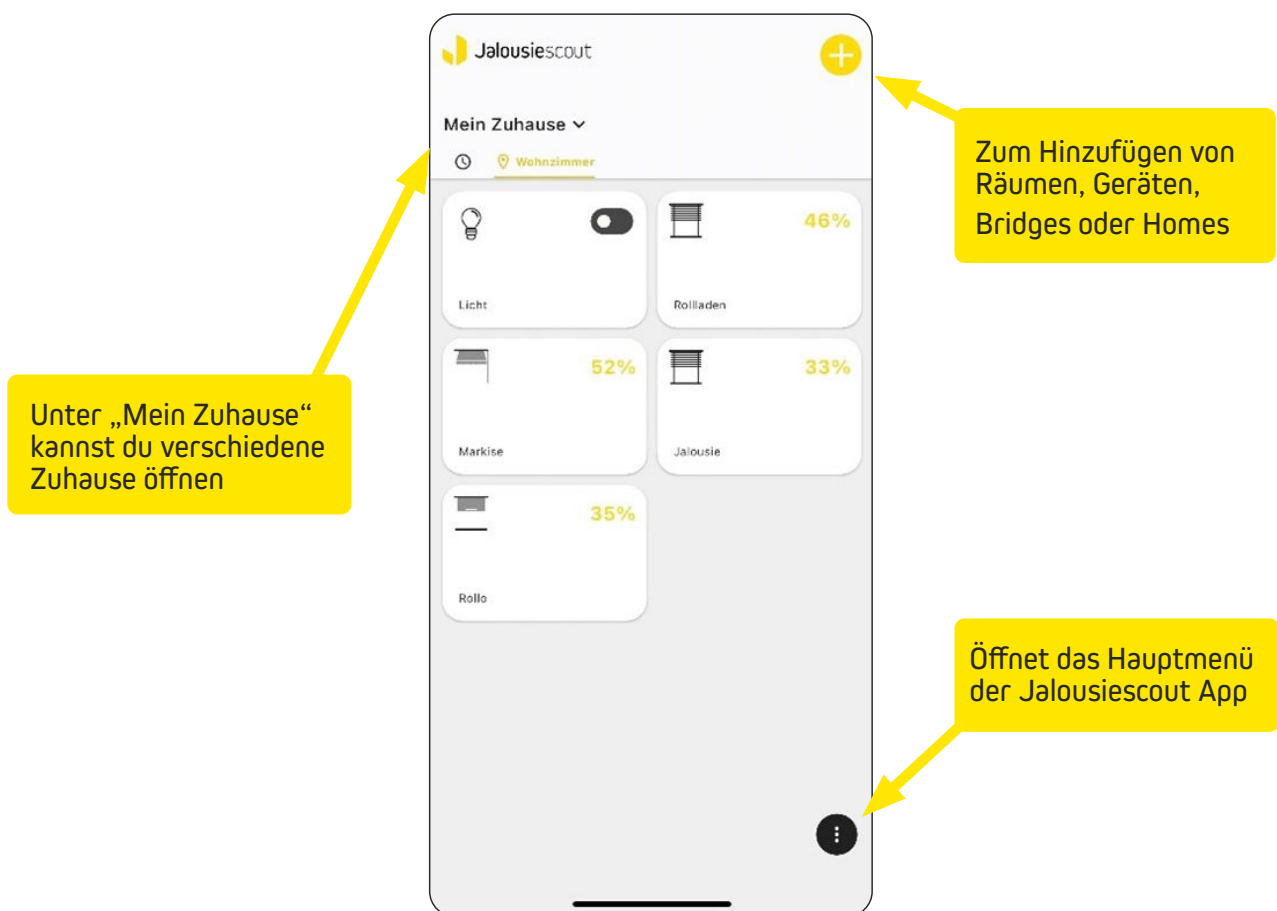 Jalousiescout
Mein Zuhause
Wohnzimmer
Licht
46%
Rollladen
52%
Markise
33%
Jalousie
35%
Rollo
Zum Hinzufügen von
Räumen, Geräten,
Bridges oder Homes
Unter „Mein Zuhause“
kannst du verschiedene
Zuhause öffnen
Öffnet das Hauptmenü
der Jalousiescout App